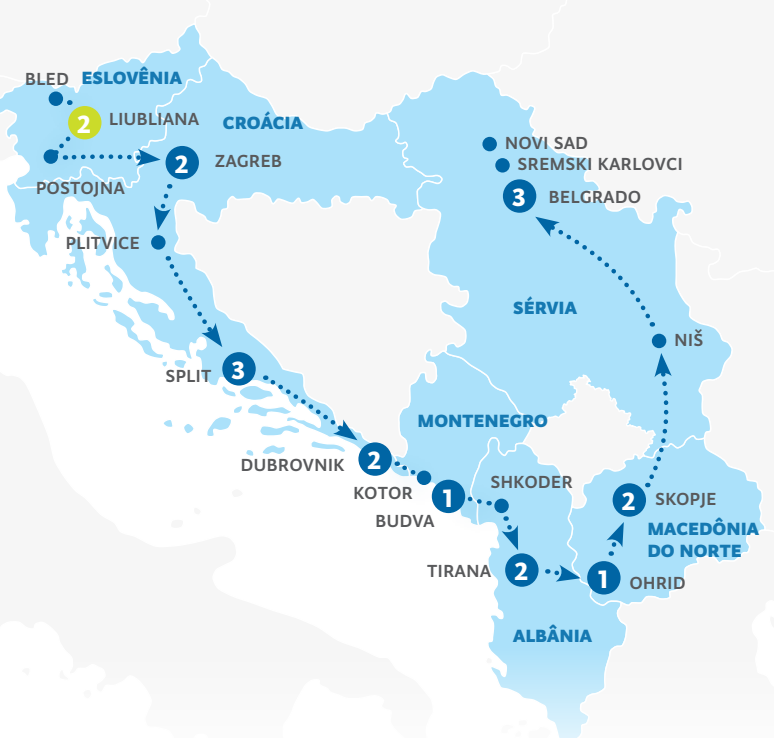 BLED
ESLOVÊNIA
2
LIUBLIANA
CROÁCIA
POSTOJNA
2
ZAGREB
PLITVICE
SPLIT
3
DUBROVNIK
2
KOTOR
BUDVA
1
MONTENEGRO
SHKODER
TIRANA
2
ALBÂNIA
1
OHRID
2
SKOPJE
MACEDÔNIA
DO NORTE
NIŠ
SÉRVIA
NOVI SAD
SREMSKI KARLOVCI
3
BELGRADO